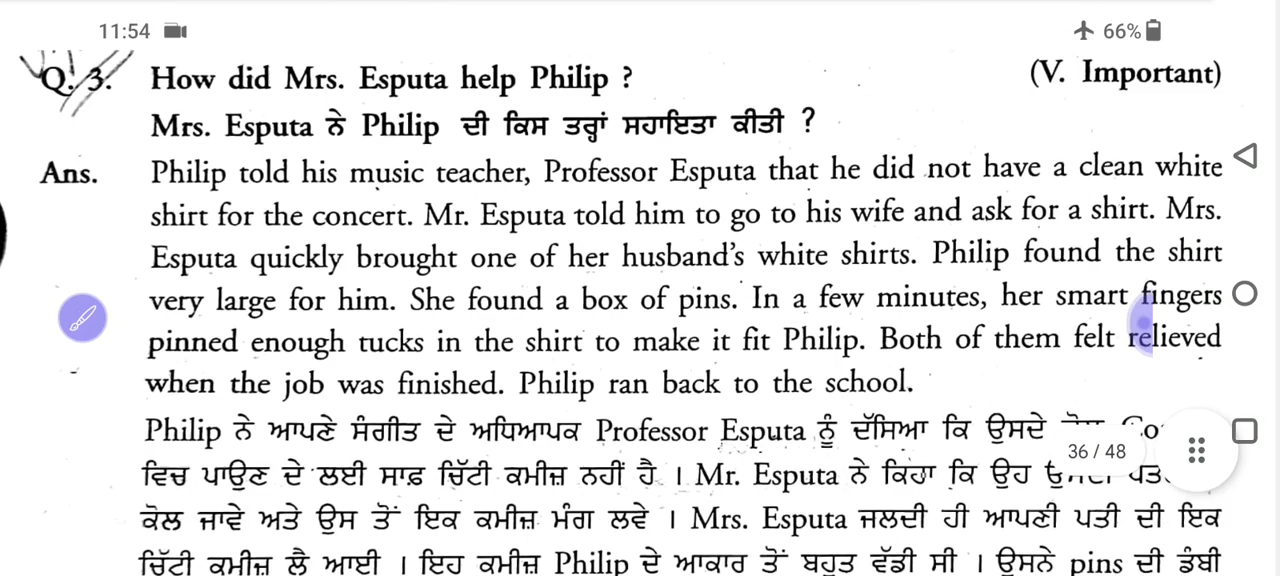 11:54
66%
Q. 3. How did Mrs. Esputa help Philip ? (V. Important)
Mrs. Esputa ਨੇ Philip ਦੀ ਕਿਸ ਤਰ੍ਹਾਂ ਸਹਾਇਤਾ ਕੀਤੀ ?
Ans. Philip told his music teacher, Professor Esputa that he did not have a clean white
shirt for the concert. Mr. Esputa told him to go to his wife and ask for a shirt. Mrs.
Esputa quickly brought one of her husband's white shirts. Philip found the shirt
very large for him. She found a box of pins. In a few minutes, her smart fingers
pinned enough tucks in the shirt to make it fit Philip. Both of them felt relieved
when the job was finished. Philip ran back to the school.
Philip ਨੇ ਆਪਣੇ ਸੰਗੀਤ ਦੇ ਅਧਿਆਪਕ Professor Esputa ਨੂੰ ਦੱਸਿਆ ਕਿ ਉਸਦੇ
36 / 48
ਵਿਚ ਪਾਉਣ ਦੇ ਲਈ ਸਾਫ਼ ਚਿੱਟੀ ਕਮੀਜ਼ ਨਹੀਂ ਹੈ । Mr. Esputa ਨੇ ਕਿਹਾ ਕਿ ਉਹ
ਕੋਲ ਜਾਵੇ ਅਤੇ ਉਸ ਤੋਂ ਇਕ ਕਮੀਜ਼ ਮੰਗ ਲਵੇ । Mrs. Esputa ਜਲਦੀ ਹੀ ਆਪਣੀ ਪਤੀ ਦੀ ਇਕ
ਚਿੱਟੀ ਕਮੀਜ਼ ਲੈ ਆਈ । ਇਹ ਕਮੀਜ਼ Philip ਦੇ ਆਕਾਰ ਤੋਂ ਬਹੁਤ ਵੱਡੀ ਸੀ । ਉਸਨੇ pins ਦੀ ਡੱਬੀ